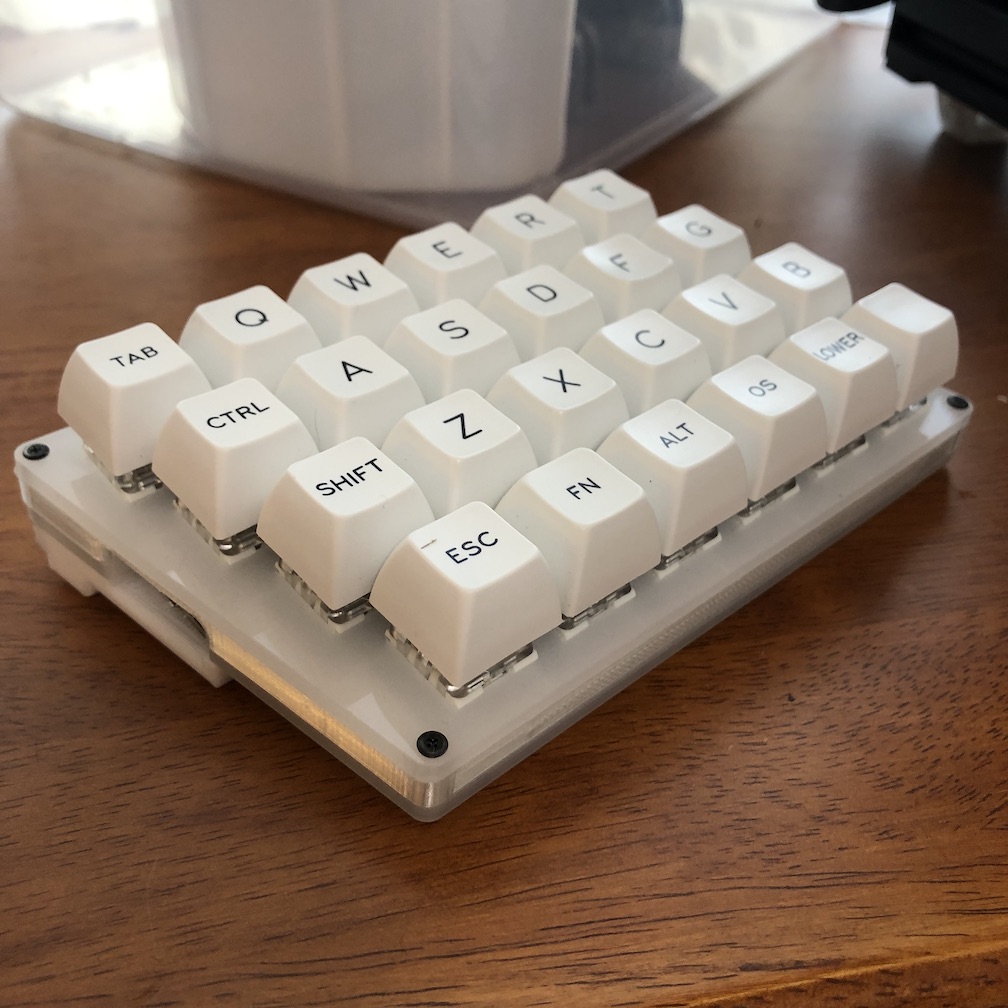 TAB Q W E R T
CTRL A S D F G
SHIFT Z X C V B
ESC FN ALT OS LOWER